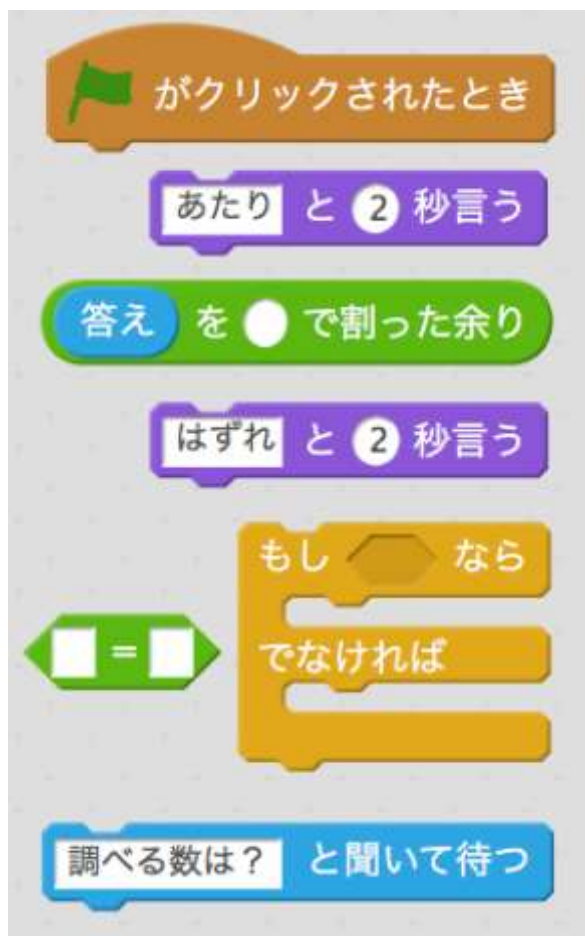 がクリックされたとき
あたり と 2 秒言う
答え を で割った余り
はずれ と 2 秒言う
もし なら
=
でなければ
調べる数は？ と聞いて待つ